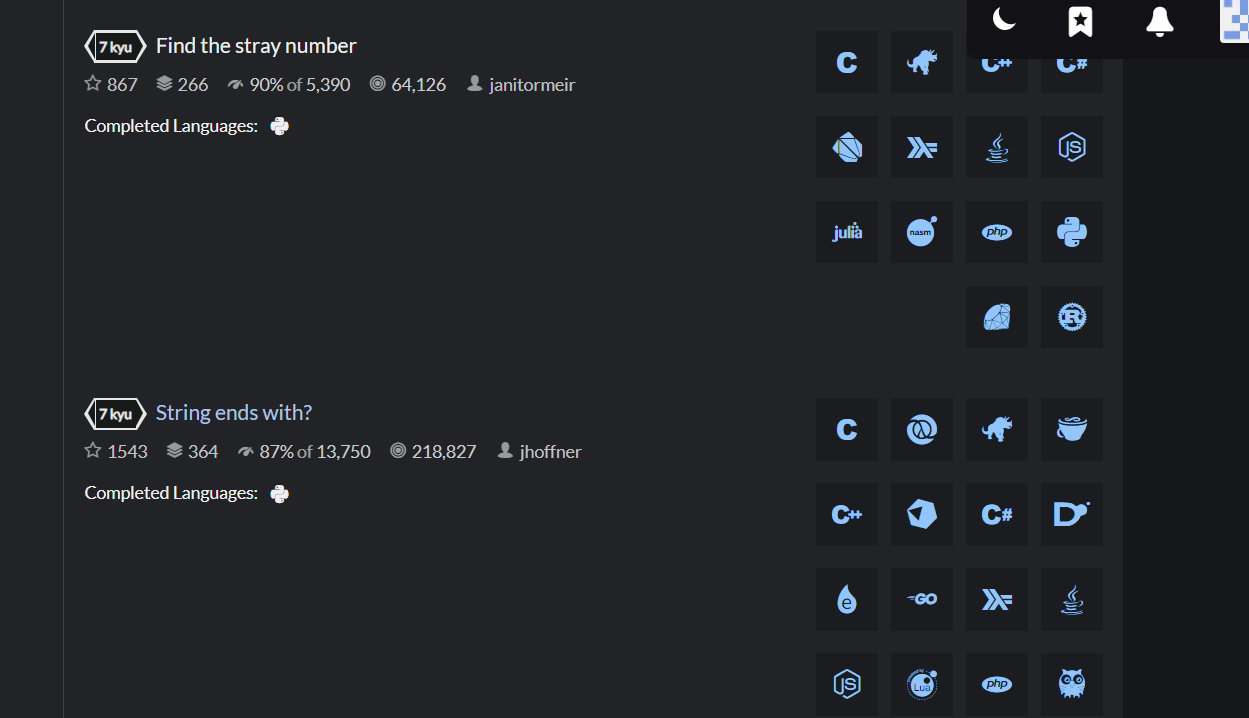 7 kyu Find the stray number
867 266 90% of 5,390 64,126 janitormeir
Completed Languages:
C C++ C#
JS
julia nasm php
R
7 kyu String ends with?
1543 364 87% of 13,750 218,827 jhoffner
Completed Languages:
C
C++ C# D
e GO
JS Lua php